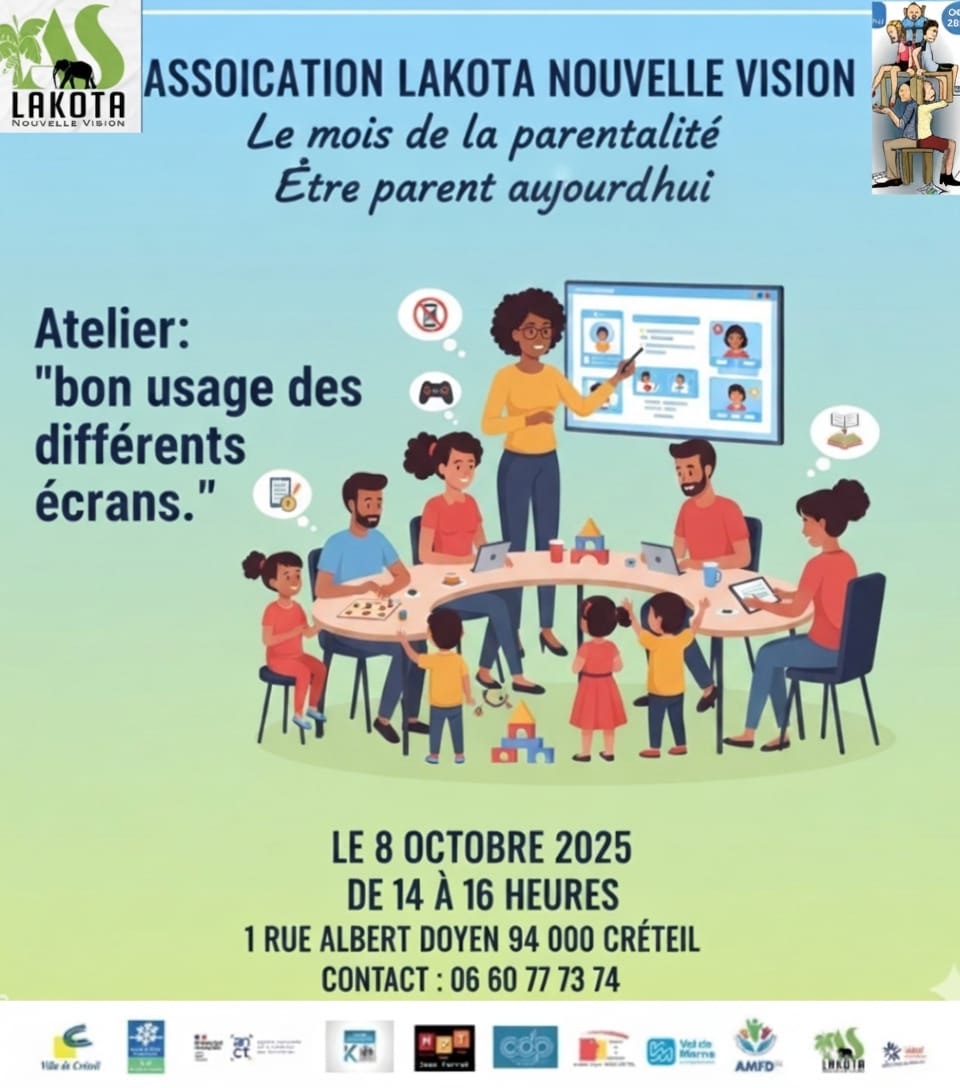 LAKOTA
NOUVELLE VISION
ASSOICATION LAKOTA NOUVELLE VISION
Le mois de la parentalité
Être parent aujourdhui
Atelier:
"bon usage des
différents
écrans."
LE 8 OCTOBRE 2025
DE 14 À 16 HEURES
1 RUE ALBERT DOYEN 94 000 CRÉTEIL
CONTACT : 06 60 77 73 74
Ville de Créteil
anct
K
cdp
Val de
Marne
AMFD
LAKOTA